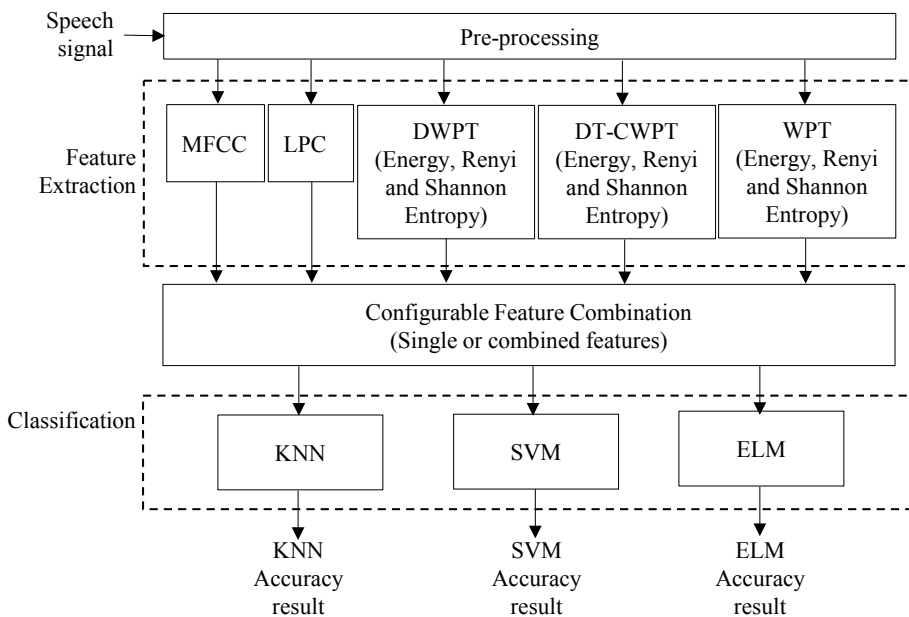 Speech
signal
Pre-processing
Feature
Extraction
MFCC
LPC
DWPT
(Energy, Renyi
and Shannon
Entropy)
DT-CWPT
(Energy, Renyi
and Shannon
Entropy)
WPT
(Energy, Renyi
and Shannon
Entropy)
Configurable Feature Combination
(Single or combined features)
Classification
KNN
SVM
ELM
KNN
Accuracy
result
SVM
Accuracy
result
ELM
Accuracy
result